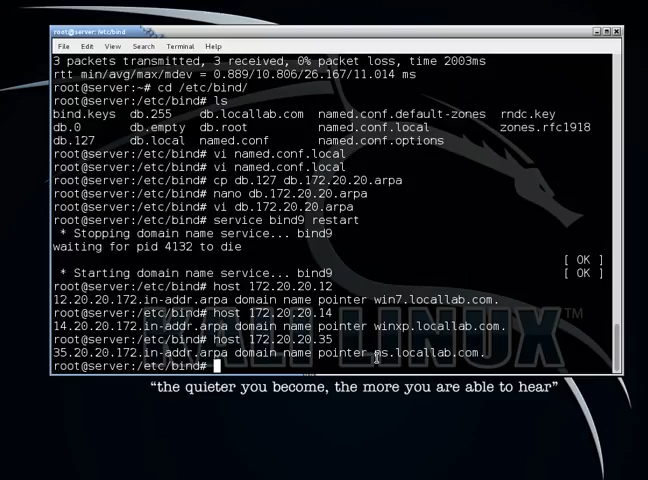 root@server: /etc/bind
File Edit View Search Terminal Help
3 packets transmitted, 3 received, 0% packet loss, time 2003ms
rtt min/avg/max/mdev = 0.889/10.806/26.167/11.014 ms
root@server:~# cd /etc/bind/
root@server:/etc/bind# ls
bind.keys db.255 db.locallab.com named.conf.default-zones rndc.key
db.0 db.empty db.root named.conf.local zones.rfc1918
db.127 db.local named.conf named.conf.options
root@server:/etc/bind# vi named.conf.local
root@server:/etc/bind# vi named.conf.local
root@server:/etc/bind# cp db.127 db.172.20.20.arpa
root@server:/etc/bind# nano db.172.20.20.arpa
root@server:/etc/bind# vi db.172.20.20.arpa
root@server:/etc/bind# service bind9 restart
* Stopping domain name service... bind9
waiting for pid 4132 to die
[ OK ]
* Starting domain name service... bind9 [ OK ]
root@server:/etc/bind# host 172.20.20.12
12.20.20.172.in-addr.arpa domain name pointer win7.locallab.com.
root@server:/etc/bind# host 172.20.20.14
14.20.20.172.in-addr.arpa domain name pointer winxp.locallab.com.
root@server:/etc/bind# host 172.20.20.35
35.20.20.172.in-addr.arpa domain name pointer ns.locallab.com.
root@server:/etc/bind#
KALI LINUX™
“the quieter you become, the more you are able to hear”